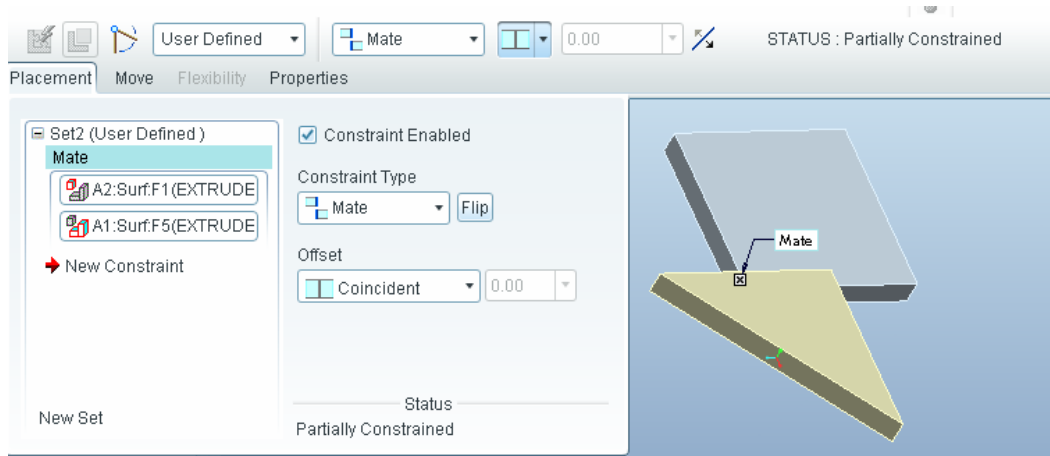 User Defined
Mate
0.00
STATUS : Partially Constrained
Placement Move Flexibility Properties
Set2 (User Defined )
Mate
A2:Surf:F1(EXTRUDE
A1:Surf:F5(EXTRUDE
New Constraint
New Set
Constraint Enabled
Constraint Type
Mate
Flip
Offset
Coincident
0.00
Status
Partially Constrained
Mate